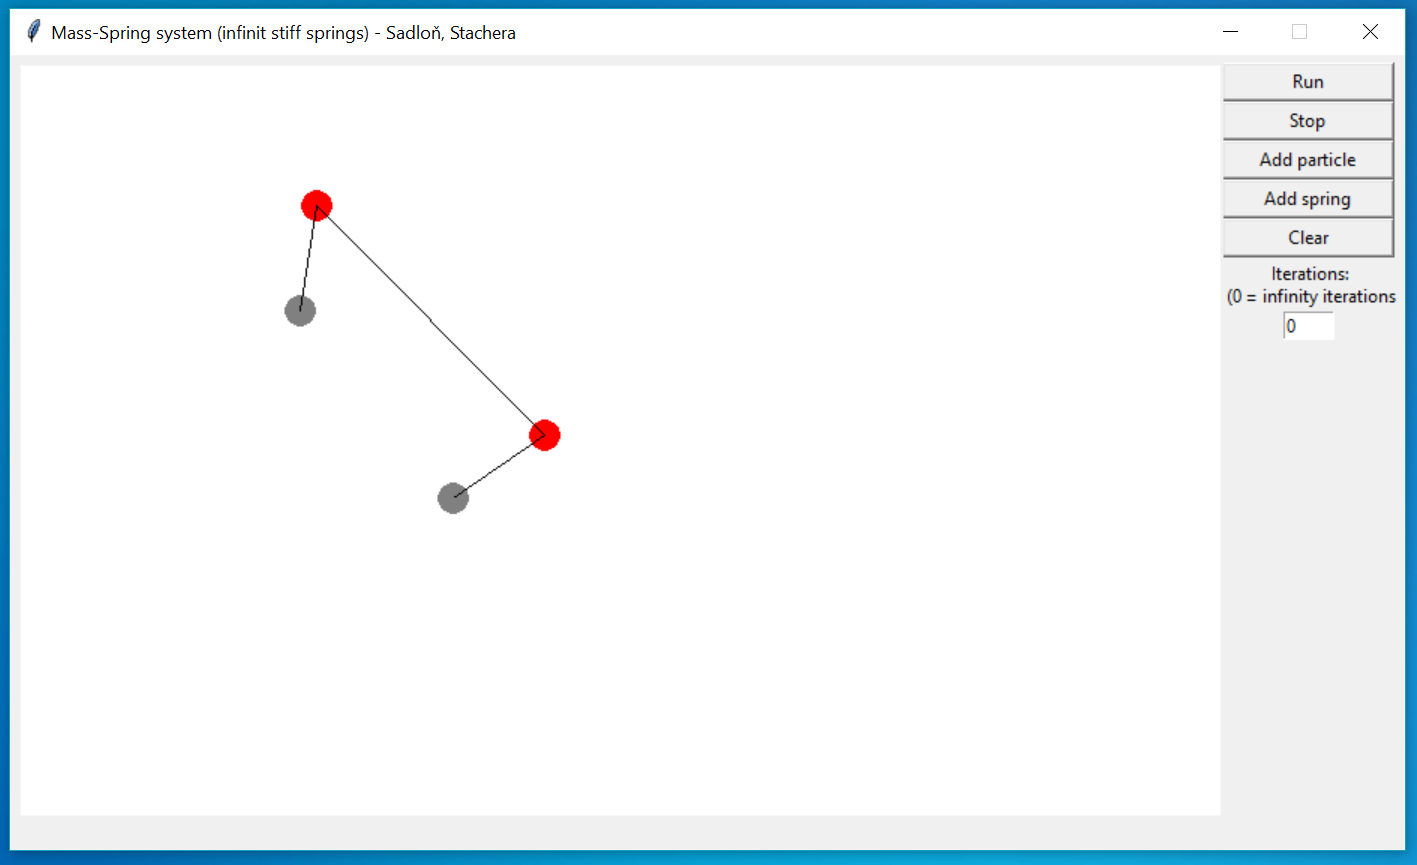 Mass-Spring system (infinit stiff springs) - Sadloň, Stachera
Run
Stop
Add particle
Add spring
Clear
Iterations:
(0 = infinity iterations
0